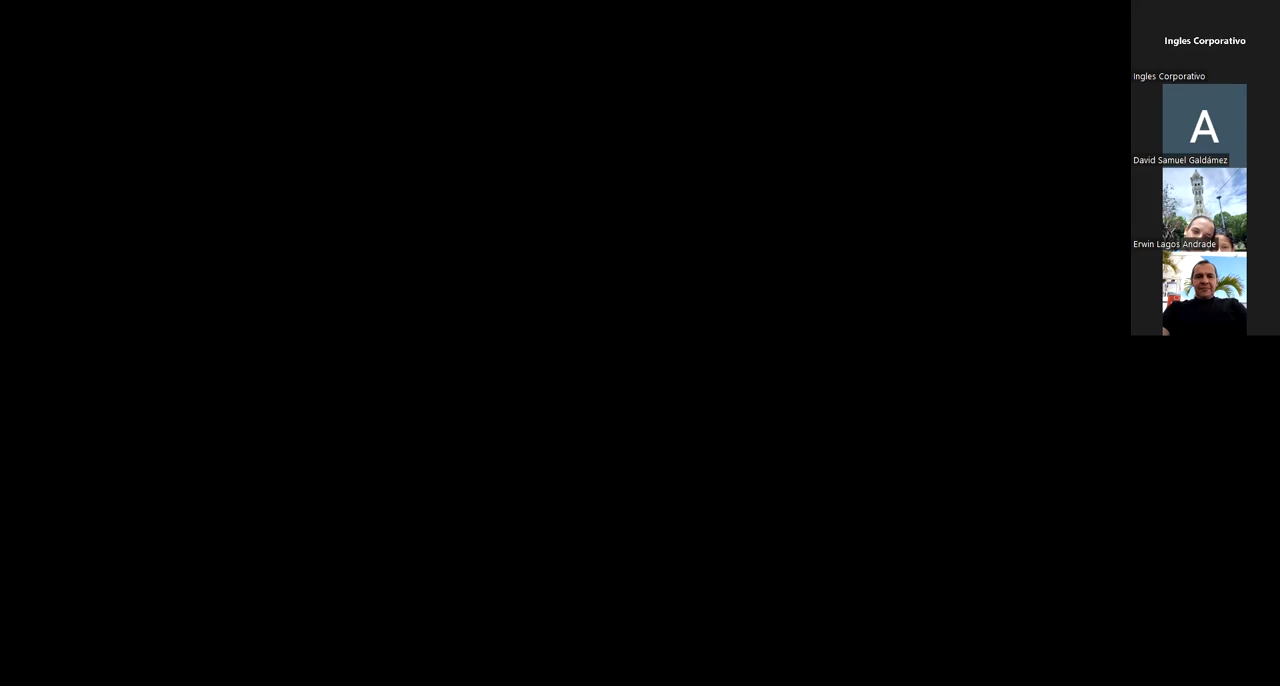 Ingles Corporativo
Ingles Corporativo
A
David Samuel Galdámez
Erwin Lagos Andrade